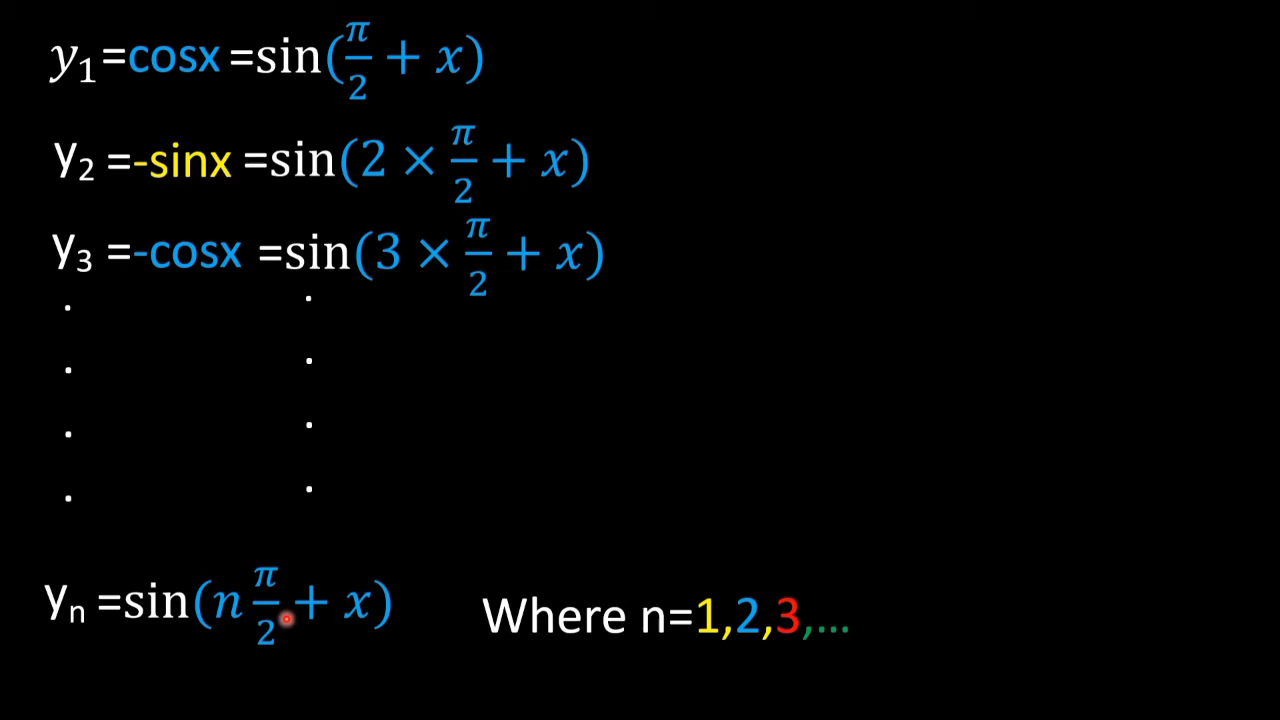 y₁=cosx =sin(π/2 + x)
y₂ =-sinx =sin(2 × π/2 + x)
y₃ =-cosx =sin(3 × π/2 + x)
. .
. .
. .
. .
yₙ =sin(n π/2 + x) Where n=1,2,3,...